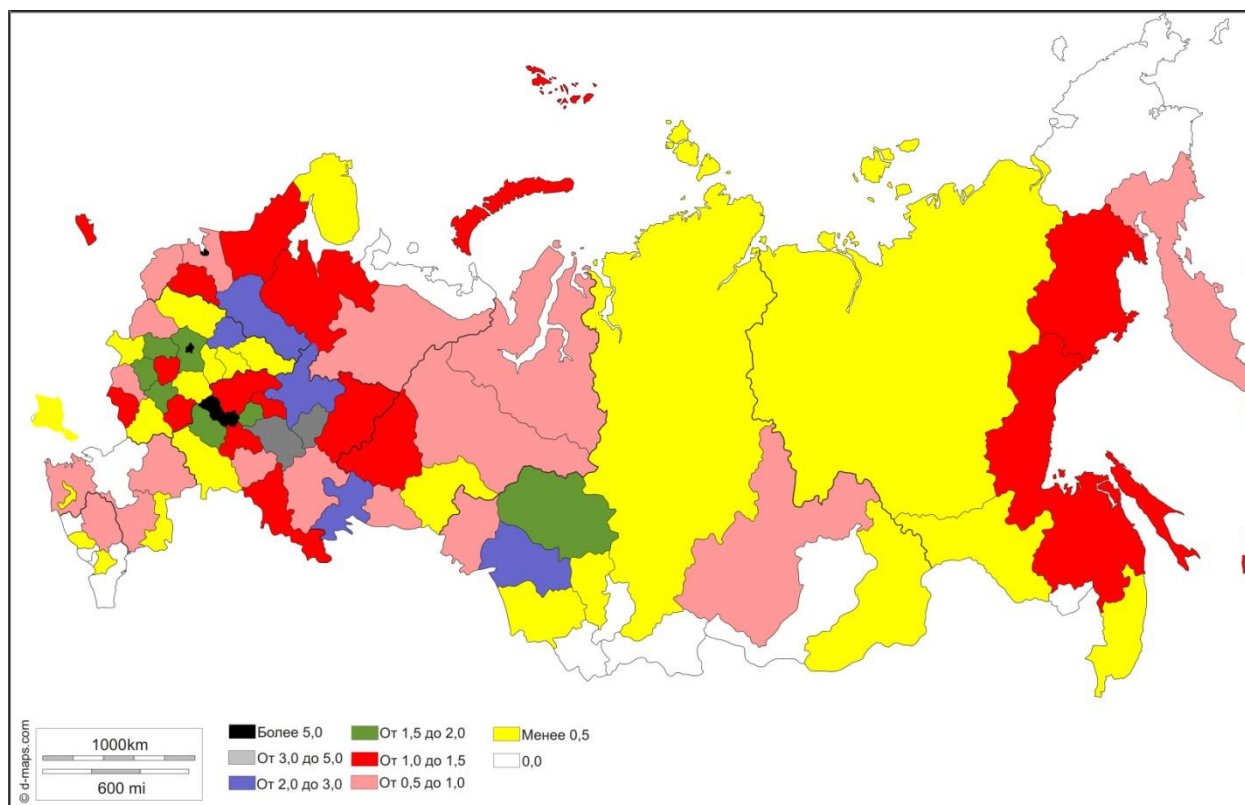 1000km
600 mi
© d-maps.com
Более 5,0
От 3,0 до 5,0
От 2,0 до 3,0
От 1,5 до 2,0
От 1,0 до 1,5
От 0,5 до 1,0
Менее 0,5
0,0